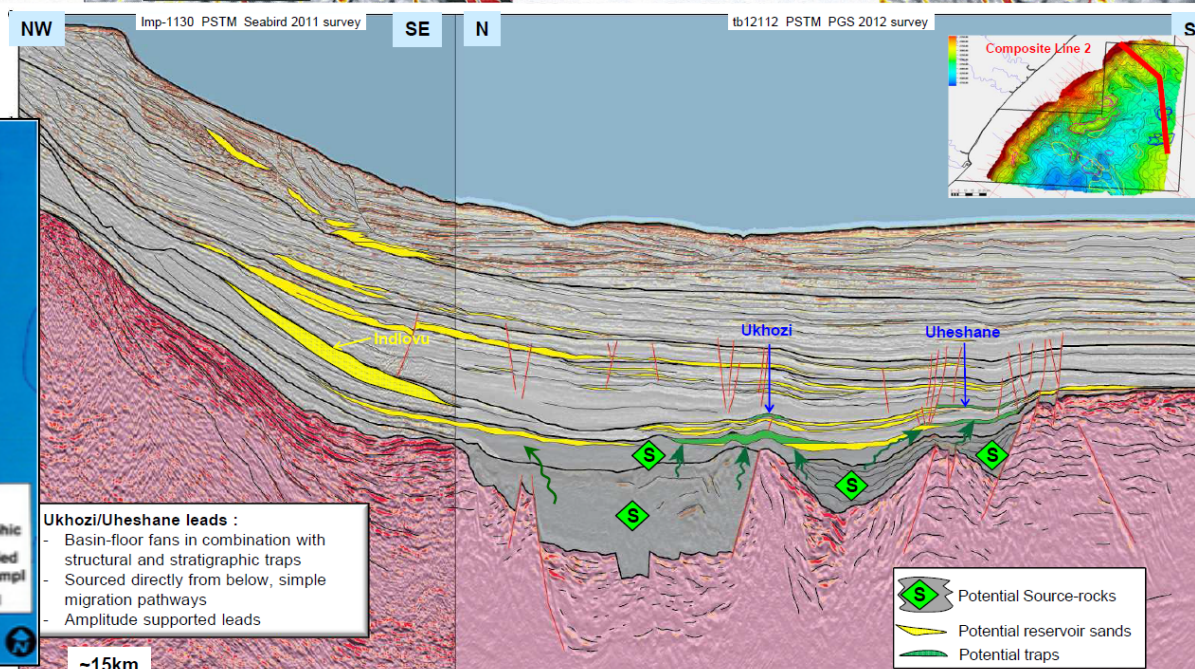 NW
Imp-1130 PSTM Seabird 2011 survey
SE
N
tb12112 PSTM PGS 2012 survey
S
Composite Line 2
Indlovu
Ukhozi
Uheshane
S
S
S
S
Ukhozi/Uheshane leads :
- Basin-floor fans in combination with
structural and stratigraphic traps
- Sourced directly from below, simple
migration pathways
- Amplitude supported leads
S Potential Source-rocks
Potential reservoir sands
Potential traps
~15km